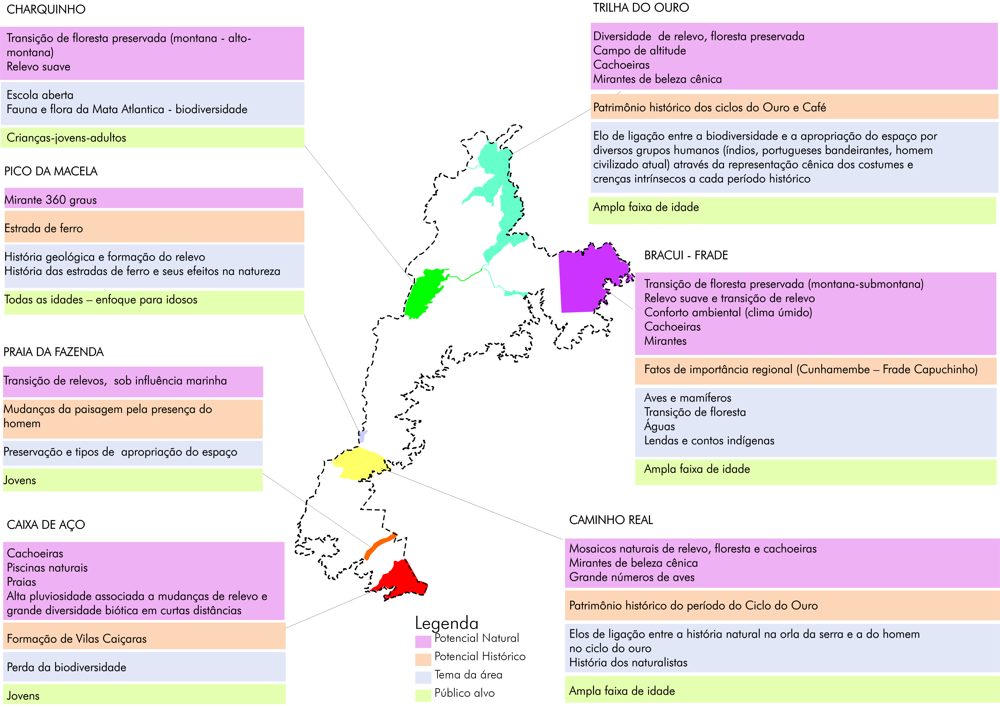 CHARQUINHO
Transição de floresta preservada (montana - alto-
montana)
Relevo suave
Escola aberta
Fauna e flora da Mata Atlantica - biodiversidade
Crianças-jovens-adultos
PICO DA MACELA
Mirante 360 graus
Estrada de ferro
História geológica e formação do relevo
História das estradas de ferro e seus efeitos na natureza
Todas as idades – enfoque para idosos
PRAIA DA FAZENDA
Transição de relevos,  sob influência marinha
Mudanças da paisagem pela presença do
homem
Preservação e tipos de  apropriação do espaço
Jovens
CAIXA DE AÇO
Cachoeiras
Piscinas naturais
Praias
Alta pluviosidade associada a mudanças de relevo e
grande diversidade biótica em curtas distâncias
Formação de Vilas Caiçaras
Perda da biodiversidade
Jovens
TRILHA DO OURO
Diversidade  de relevo, floresta preservada
Campo de altitude
Cachoeiras
Mirantes de beleza cênica
Patrimônio histórico dos ciclos do Ouro e Café
Elo de ligação entre a biodiversidade e a apropriação do espaço por
diversos grupos humanos (índios, portugueses bandeirantes, homem
civilizado atual) através da representação cênica dos costumes e
crenças intrínsecos a cada período histórico
Ampla faixa de idade
BRACUI - FRADE
Transição de floresta preservada (montana-submontana)
Relevo suave e transição de relevo
Conforto ambiental (clima úmido)
Cachoeiras
Mirantes
Fatos de importância regional (Cunhamembe – Frade Capuchinho)
Aves e mamíferos
Transição de floresta
Águas
Lendas e contos indígenas
Ampla faixa de idade
CAMINHO REAL
Mosaicos naturais de relevo, floresta e cachoeiras
Mirantes de beleza cênica
Grande números de aves
Patrimônio histórico do período do Ciclo do Ouro
Elos de ligação entre a história natural na orla da serra e a do homem
no ciclo do ouro
História dos naturalistas
Ampla faixa de idade
Legenda
Potencial Natural
Potencial Histórico
Tema da área
Público alvo